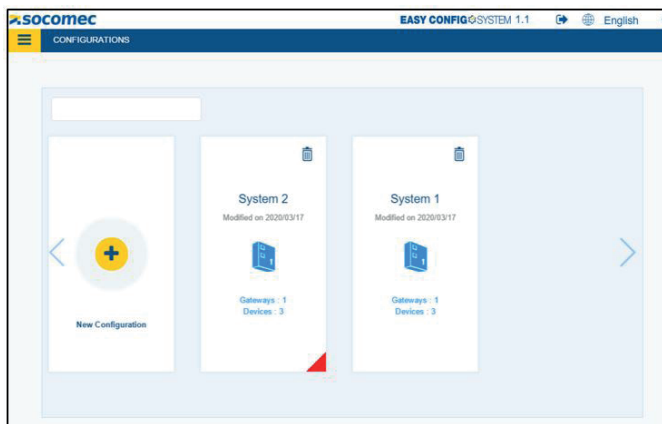 socomec
EASY CONFIG SYSTEM 1.1
English
CONFIGURATIONS
System 2
Modified on 2020/03/17
1
Gateways : 1
Devices : 3
System 1
Modified on 2020/03/17
1
Gateways : 1
Devices : 3
New Configuration